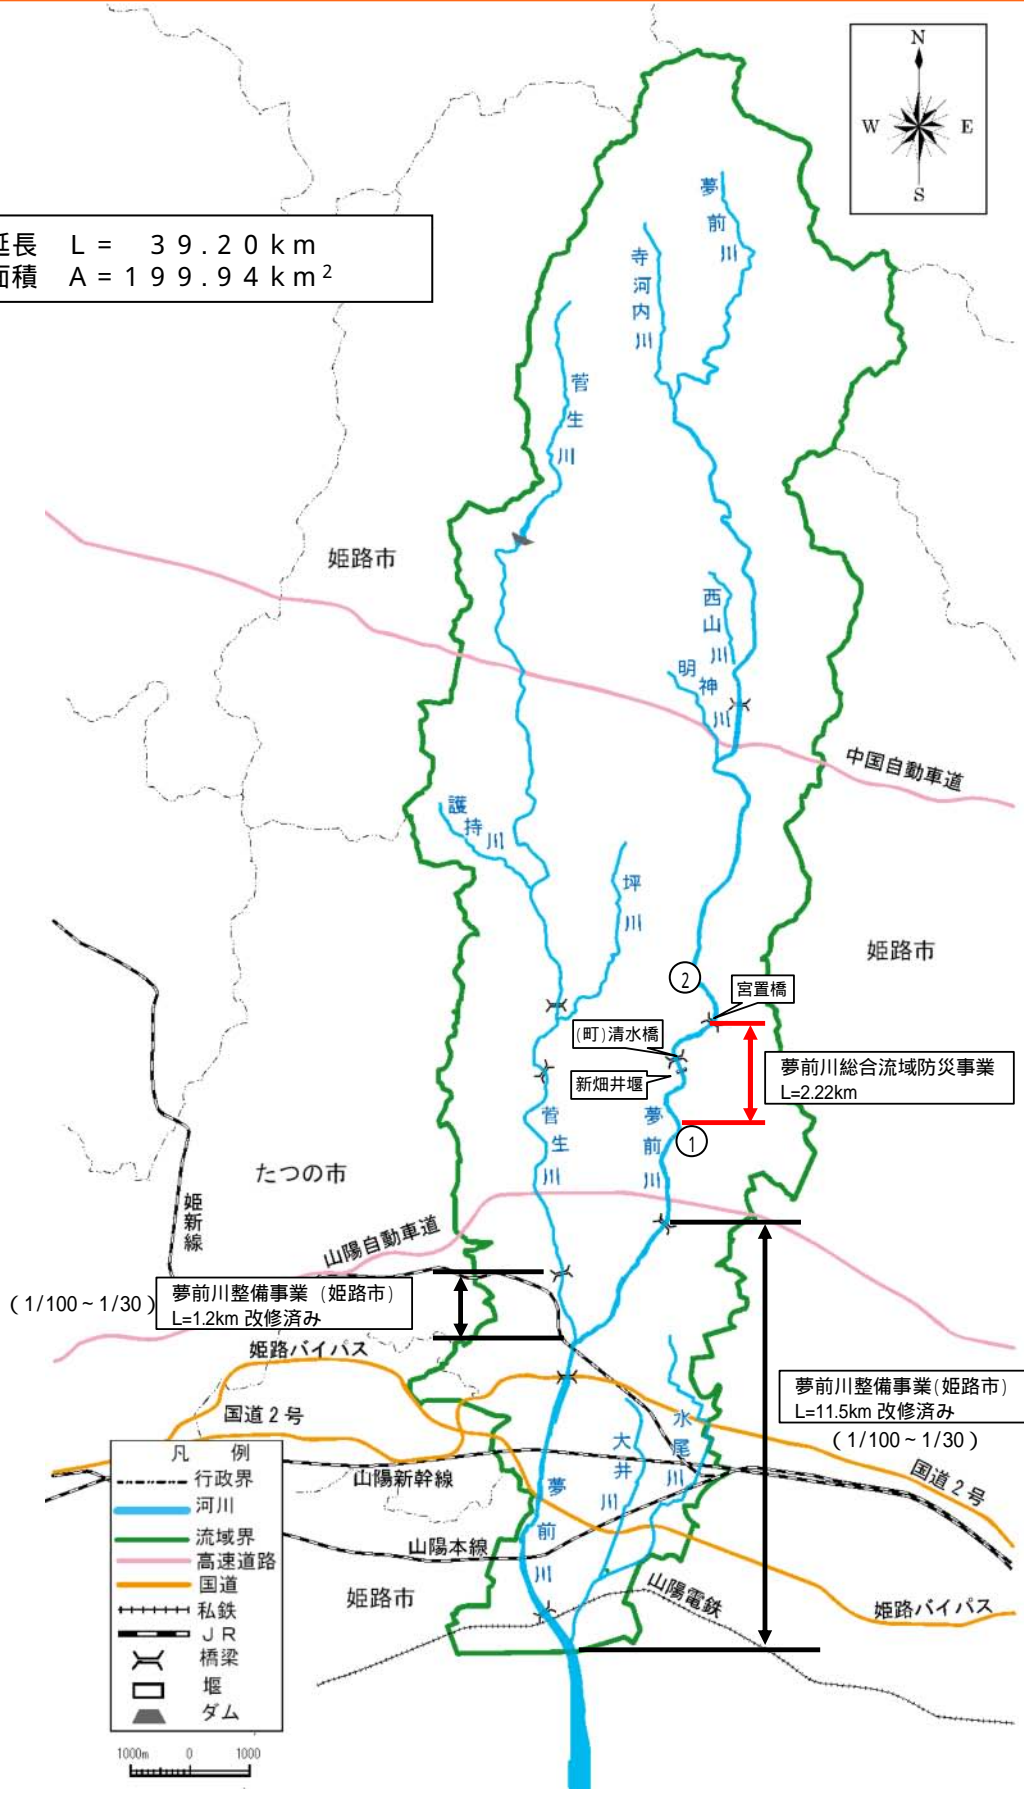 N
W E
S
延長 L = 39.20km
面積 A=199.94km²
夢前川
寺河内川
菅生川
姫路市
西山川
明神川
中国自動車道
護持川
坪川
姫路市
②
宮置橋
(町)清水橋
新畑井堰
夢前川総合流域防災事業
L=2.22km
菅生川
夢前川
①
たつの市
姫新線
山陽自動車道
(1/100~1/30)
夢前川整備事業 (姫路市)
L=1.2km 改修済み
姫路バイパス
夢前川整備事業(姫路市)
L=11.5km 改修済み
(1/100~1/30)
国道2号
水尾川
大井川
山陽新幹線
国道2号
夢前川
山陽本線
姫路市
山陽電鉄
姫路バイパス
凡 例
行政界
河川
流域界
高速道路
国道
私鉄
JR
橋梁
堰
ダム
1000m 0 1000